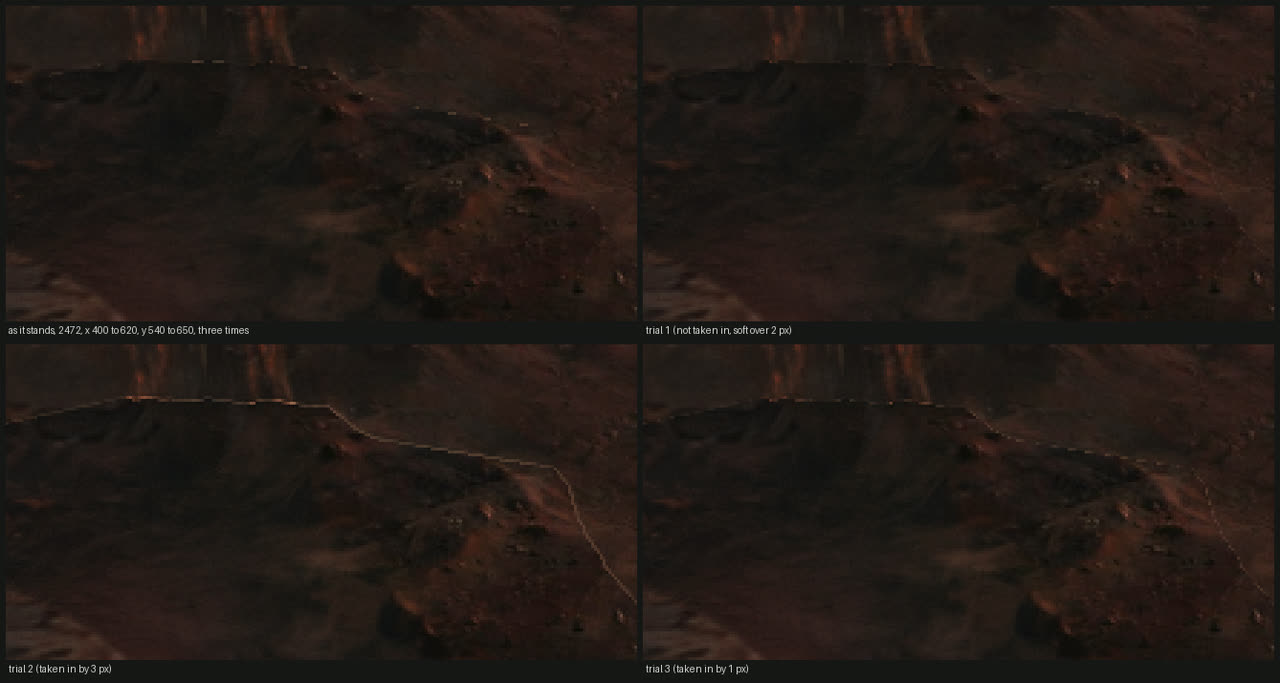 as it stands, 2472, x 400 to 620, y 540 to 650, three times
trial 1 (not taken in, soft over 2 px)
trial 2 (taken in by 3 px)
trial 3 (taken in by 1 px)